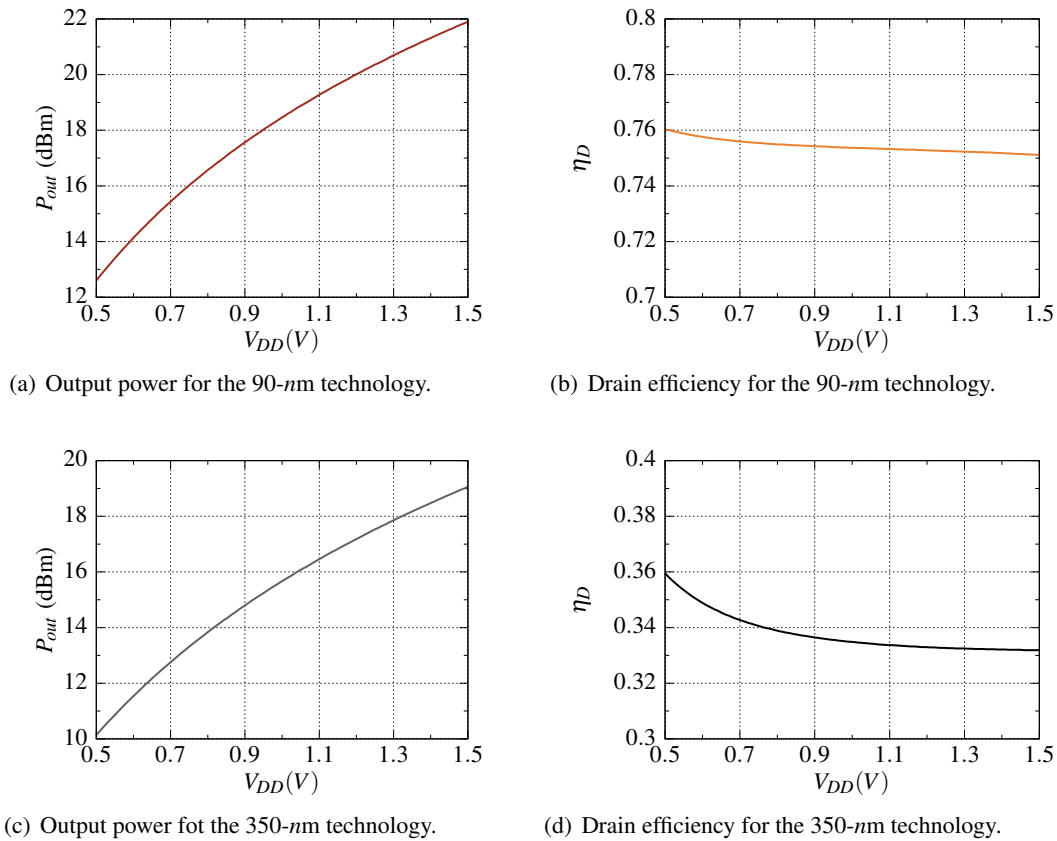 22
20
18
16
14
12
P_out (dBm)
0.5 0.7 0.9 1.1 1.3 1.5
V_DD(V)
(a) Output power for the 90-nm technology.
0.8
0.78
0.76
0.74
0.72
0.7
η_D
0.5 0.7 0.9 1.1 1.3 1.5
V_DD(V)
(b) Drain efficiency for the 90-nm technology.
20
18
16
14
12
10
P_out (dBm)
0.5 0.7 0.9 1.1 1.3 1.5
V_DD(V)
(c) Output power fot the 350-nm technology.
0.4
0.38
0.36
0.34
0.32
0.3
η_D
0.5 0.7 0.9 1.1 1.3 1.5
V_DD(V)
(d) Drain efficiency for the 350-nm technology.